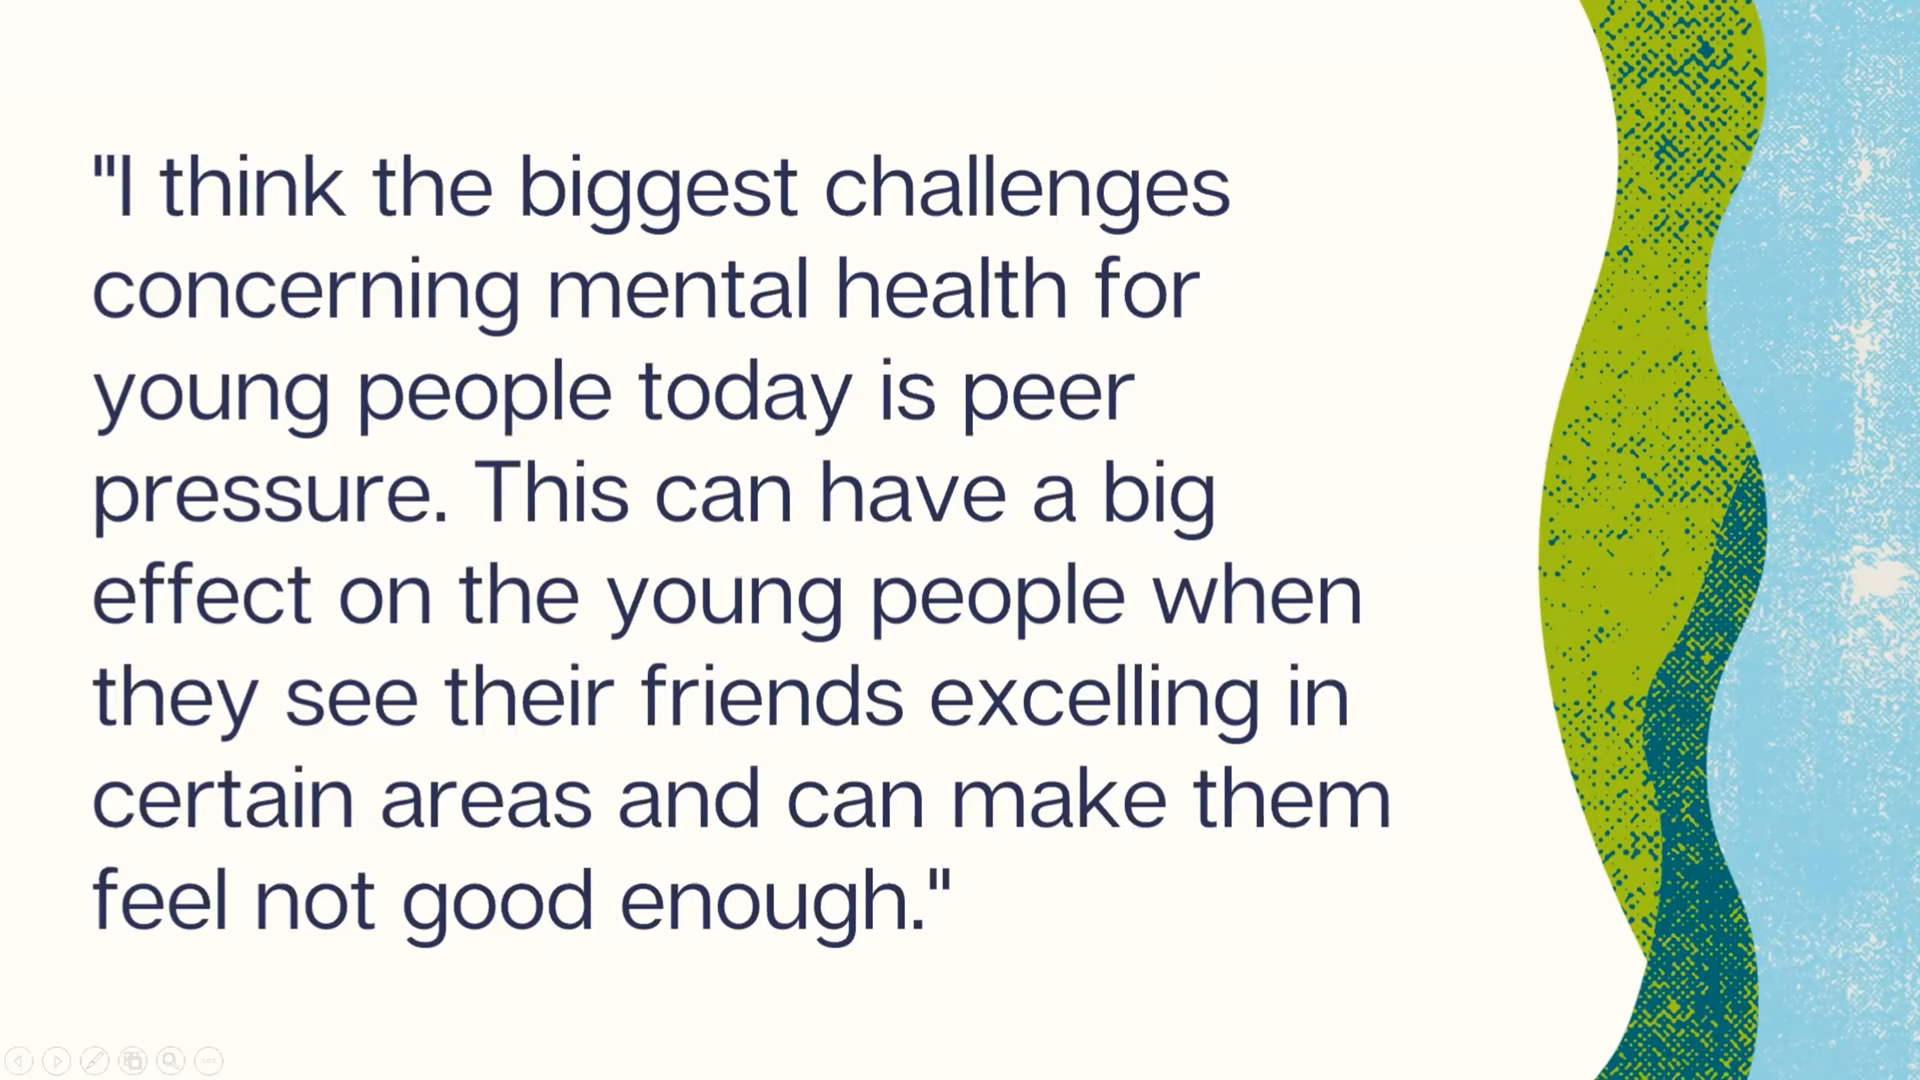 "I think the biggest challenges
concerning mental health for
young people today is peer
pressure. This can have a big
effect on the young people when
they see their friends excelling in
certain areas and can make them
feel not good enough."